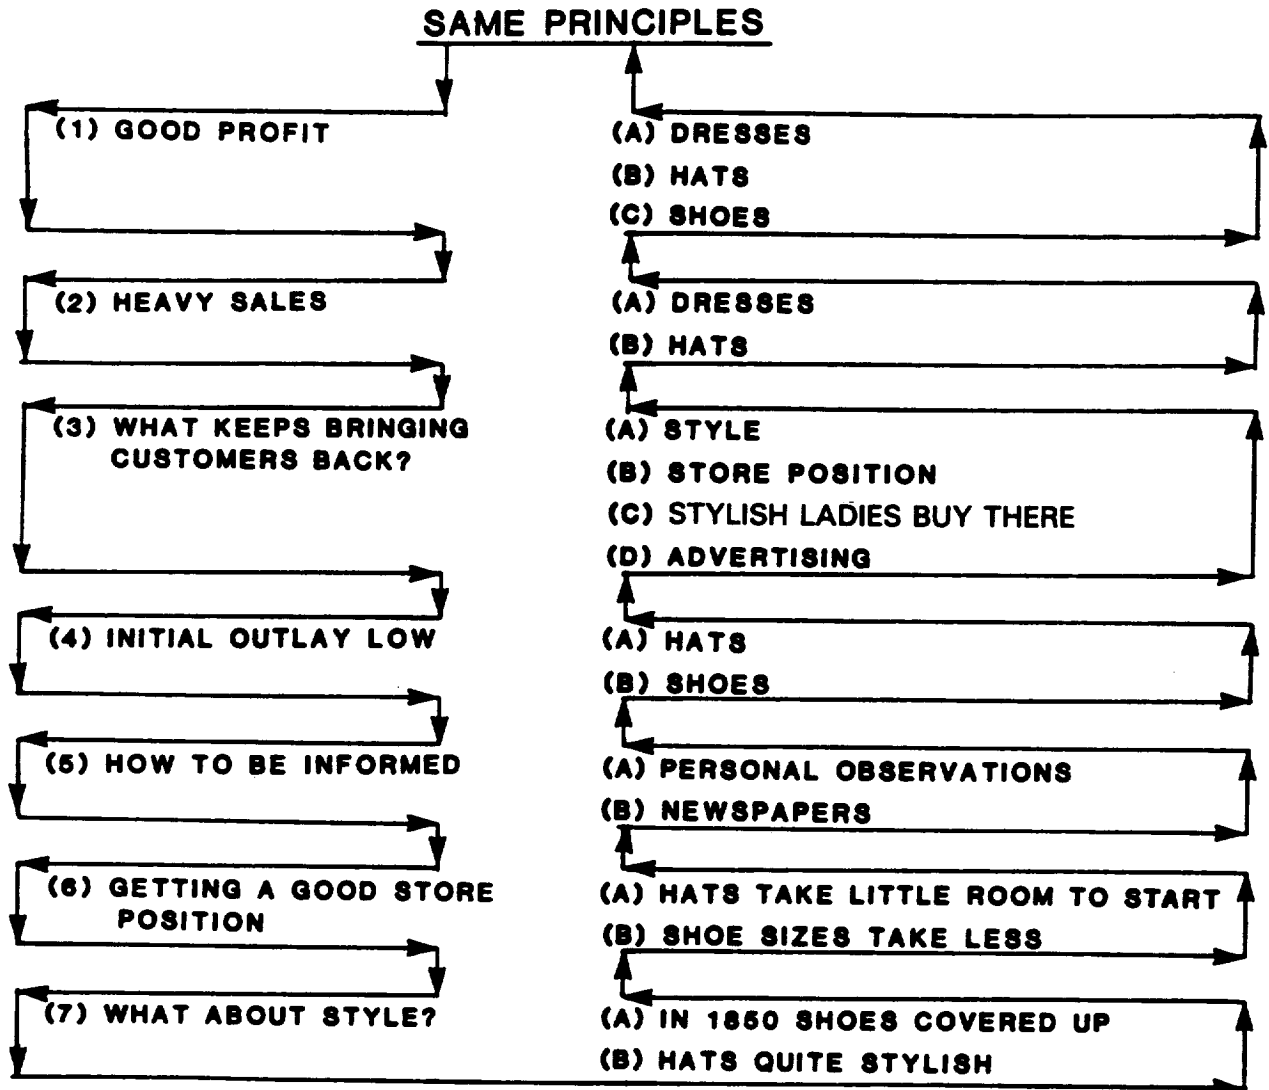 SAME PRINCIPLES
(1) GOOD PROFIT
(A) DRESSES
(B) HATS
(C) SHOES
(2) HEAVY SALES
(A) DRESSES
(B) HATS
(3) WHAT KEEPS BRINGING
CUSTOMERS BACK?
(A) STYLE
(B) STORE POSITION
(C) STYLISH LADIES BUY THERE
(D) ADVERTISING
(4) INITIAL OUTLAY LOW
(A) HATS
(B) SHOES
(5) HOW TO BE INFORMED
(A) PERSONAL OBSERVATIONS
(B) NEWSPAPERS
(6) GETTING A GOOD STORE
POSITION
(A) HATS TAKE LITTLE ROOM TO START
(B) SHOE SIZES TAKE LESS
(7) WHAT ABOUT STYLE?
(A) IN 1850 SHOES COVERED UP
(B) HATS QUITE STYLISH